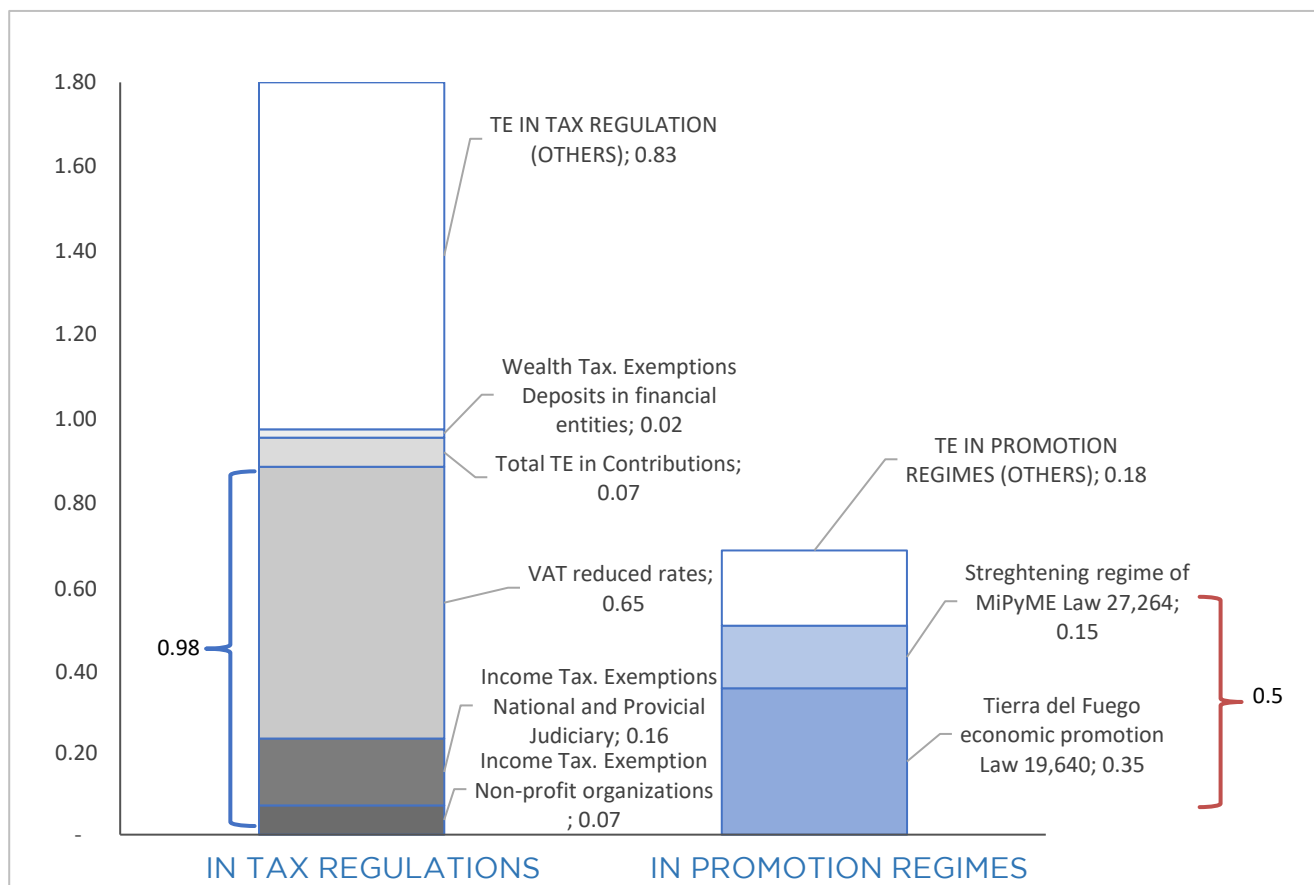 1.80
1.60
1.40
1.20
1.00
0.80
0.60
0.40
0.20
-
0.98
TE IN TAX REGULATION
(OTHERS); 0.83
Wealth Tax. Exemptions
Deposits in financial
entities; 0.02
Total TE in Contributions;
0.07
VAT reduced rates;
0.65
Income Tax. Exemptions
National and Provicial
Judiciary; 0.16
Income Tax. Exemption
Non-profit organizations
; 0.07
TE IN PROMOTION
REGIMES (OTHERS); 0.18
Streghtening regime of
MiPyME Law 27,264;
0.15
Tierra del Fuego
economic promotion
Law 19,640; 0.35
0.5
IN TAX REGULATIONS
IN PROMOTION REGIMES